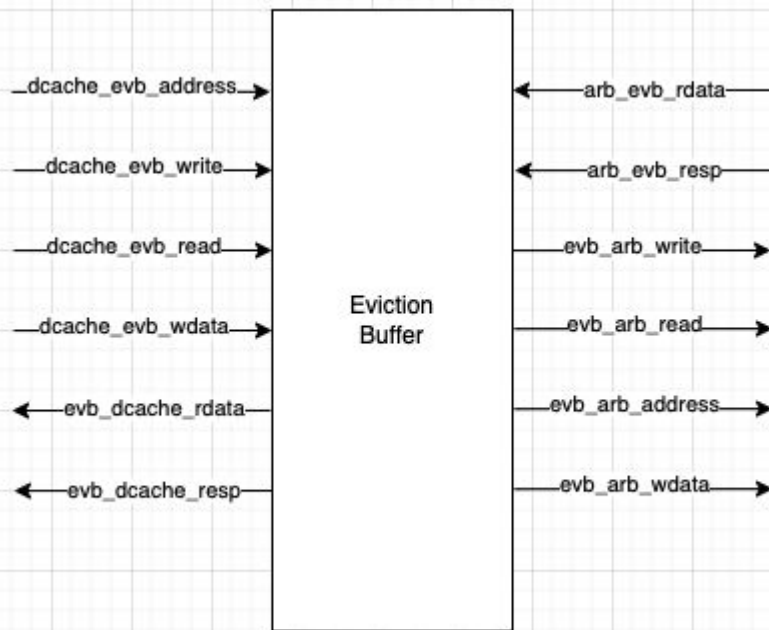 dcache_evb_address
dcache_evb_write
dcache_evb_read
dcache_evb_wdata
evb_dcache_rdata
evb_dcache_resp
Eviction
Buffer
arb_evb_rdata
arb_evb_resp
evb_arb_write
evb_arb_read
evb_arb_address
evb_arb_wdata